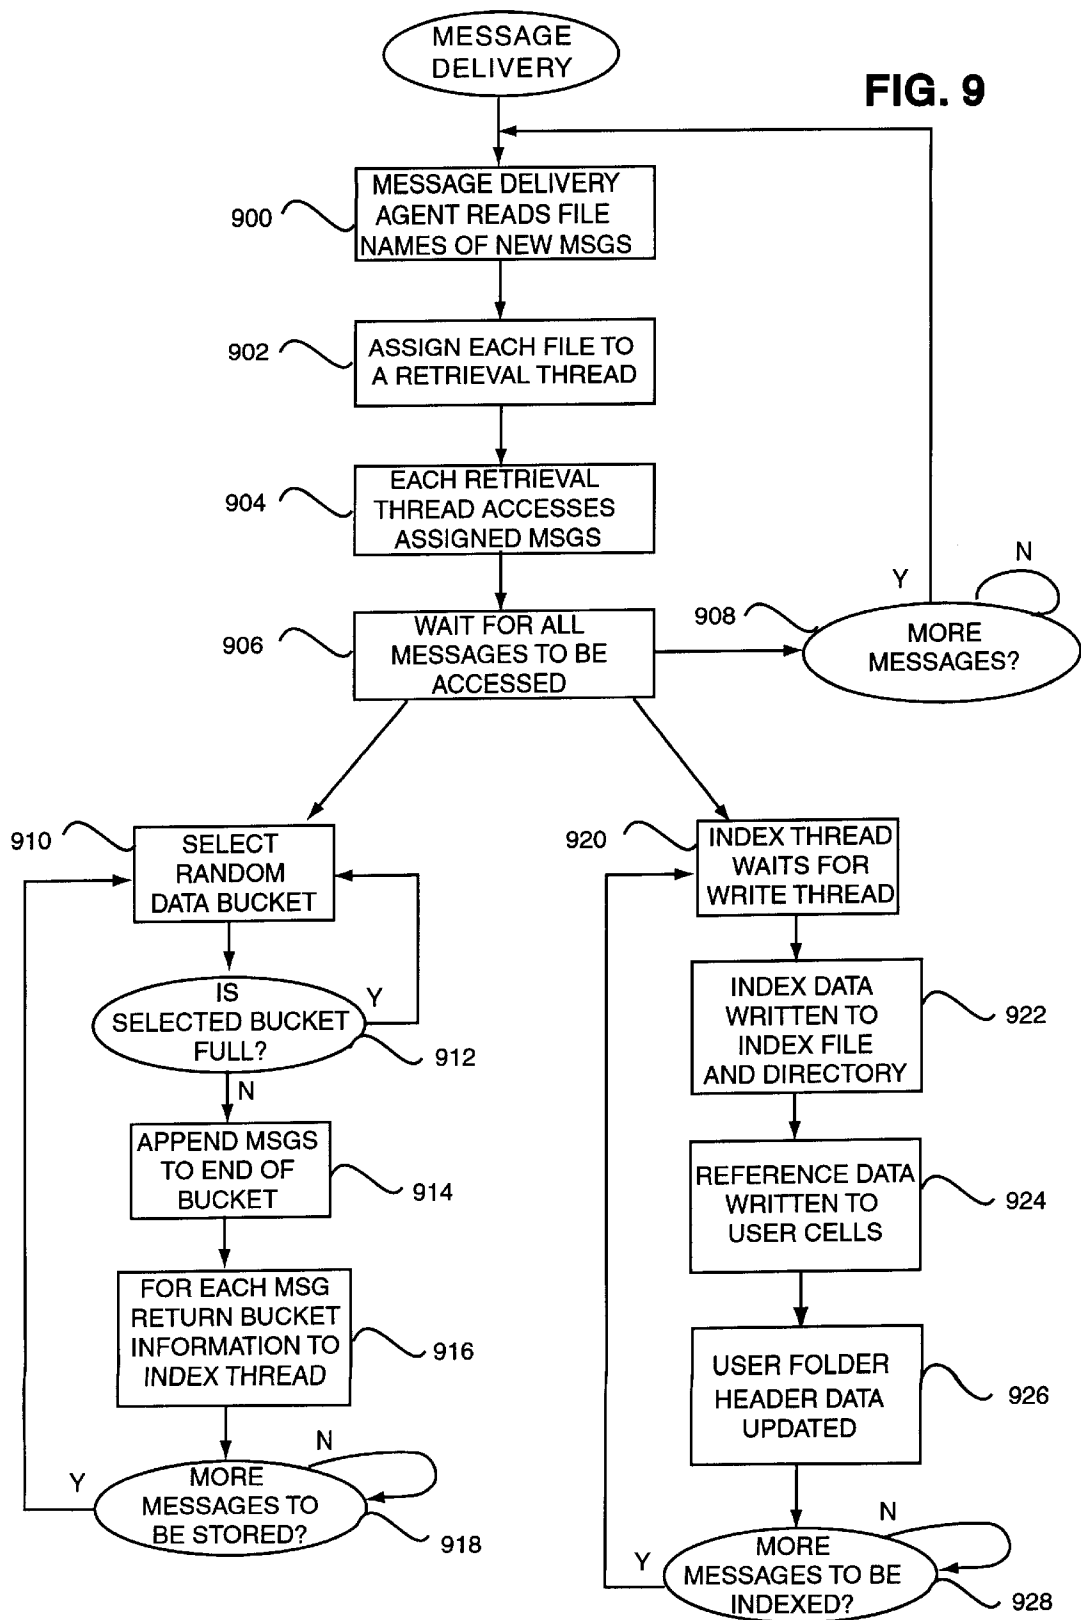 MESSAGE
DELIVERY
FIG. 9
900
MESSAGE DELIVERY
AGENT READS FILE
NAMES OF NEW MSGS
902
ASSIGN EACH FILE TO
A RETRIEVAL THREAD
904
EACH RETRIEVAL
THREAD ACCESSES
ASSIGNED MSGS
906
WAIT FOR ALL
MESSAGES TO BE
ACCESSED
908
Y
N
MORE
MESSAGES?
910
SELECT
RANDOM
DATA BUCKET
IS
SELECTED BUCKET
FULL?
Y
912
N
APPEND MSGS
TO END OF
BUCKET
914
FOR EACH MSG
RETURN BUCKET
INFORMATION TO
INDEX THREAD
916
N
Y
MORE
MESSAGES TO
BE STORED?
918
920
INDEX THREAD
WAITS FOR
WRITE THREAD
INDEX DATA
WRITTEN TO
INDEX FILE
AND DIRECTORY
922
REFERENCE DATA
WRITTEN TO
USER CELLS
924
USER FOLDER
HEADER DATA
UPDATED
926
N
Y
MORE
MESSAGES TO BE
INDEXED?
928